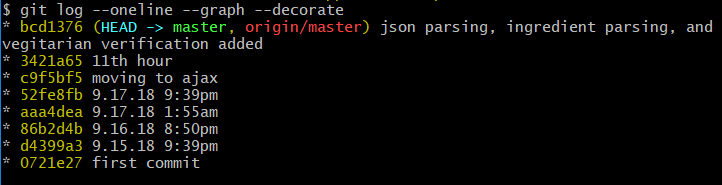 $ git log --oneline --graph --decorate
* bcd1376 (HEAD -> master, origin/master) json parsing, ingredient parsing, and
vegitarian verification added
* 3421a65 11th hour
* c9f5bf5 moving to ajax
* 52fe8fb 9.17.18 9:39pm
* aaa4dea 9.17.18 1:55am
* 86b2d4b 9.16.18 8:50pm
* d4399a3 9.15.18 9:39pm
* 0721e27 first commit